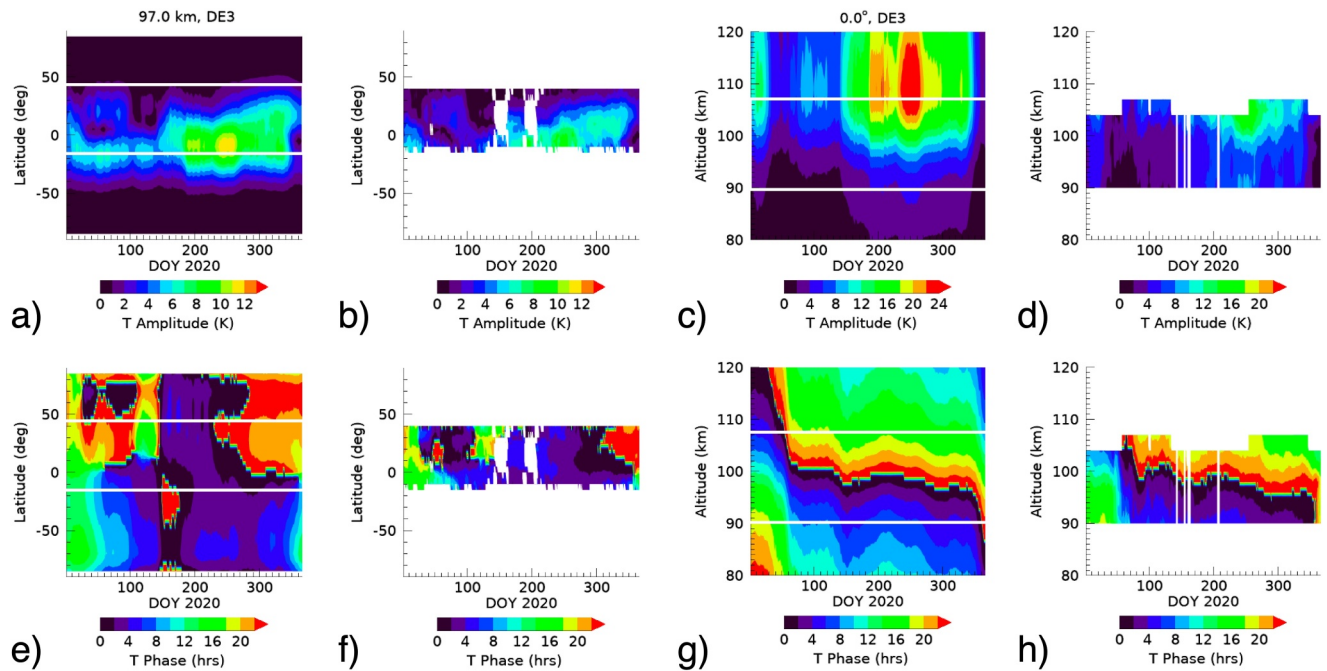 97.0 km, DE3
0.0°, DE3
Latitude (deg)
50
0
-50
100 200 300
DOY 2020
0 2 4 6 8 10 12
T Amplitude (K)
a)
Latitude (deg)
50
0
-50
100 200 300
DOY 2020
0 2 4 6 8 10 12
T Amplitude (K)
b)
Altitude (km)
120
110
100
90
80
100 200 300
DOY 2020
0 4 8 12 16 20 24
T Amplitude (K)
c)
Altitude (km)
120
110
100
90
80
100 200 300
DOY 2020
0 4 8 12 16 20
T Amplitude (K)
d)
Latitude (deg)
50
0
-50
100 200 300
DOY 2020
0 4 8 12 16 20
T Phase (hrs)
e)
Latitude (deg)
50
0
-50
100 200 300
DOY 2020
0 4 8 12 16 20
T Phase (hrs)
f)
Altitude (km)
120
110
100
90
80
100 200 300
DOY 2020
0 4 8 12 16 20
T Phase (hrs)
g)
Altitude (km)
120
110
100
90
80
100 200 300
DOY 2020
0 4 8 12 16 20
T Phase (hrs)
h)